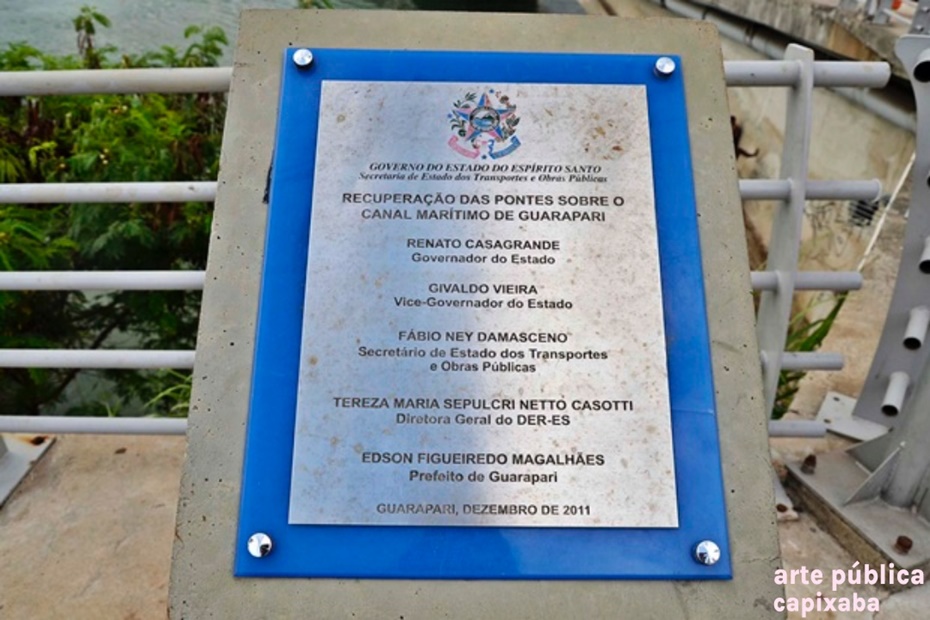 GOVERNO DO ESTADO DO ESPÍRITO SANTO
Secretaria de Estado dos Transportes e Obras Públicas
RECUPERAÇÃO DAS PONTES SOBRE O
CANAL MARÍTIMO DE GUARAPARI
RENATO CASAGRANDE
Governador do Estado
GIVALDO VIEIRA
Vice-Governador do Estado
FÁBIO NEY DAMASCENO
Secretário de Estado dos Transportes
e Obras Públicas
TEREZA MARIA SEPULCRI NETTO CASOTTI
Diretora Geral do DER-ES
EDSON FIGUEIREDO MAGALHÃES
Prefeito de Guarapari
GUARAPARI, DEZEMBRO DE 2011
arte pública
capixaba